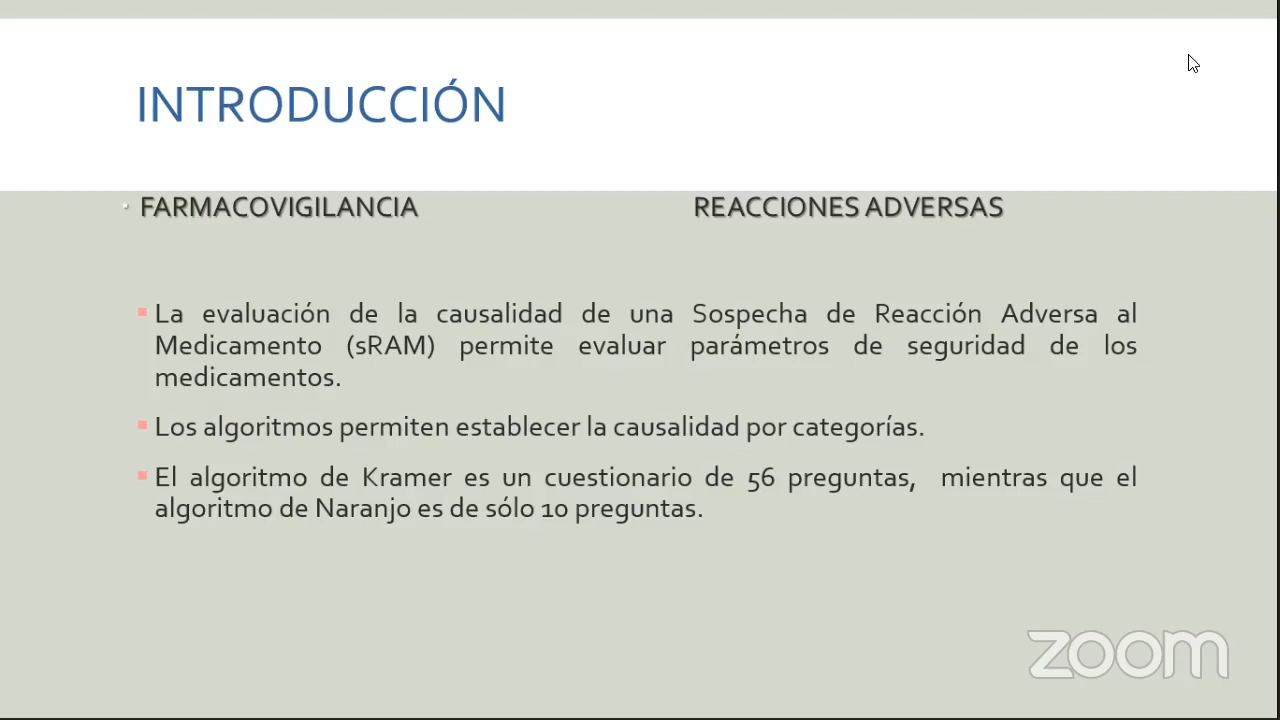 INTRODUCCIÓN
FARMACOVIGILANCIA REACCIONES ADVERSAS
La evaluación de la causalidad de una Sospecha de Reacción Adversa al
Medicamento (sRAM) permite evaluar parámetros de seguridad de los
medicamentos.
Los algoritmos permiten establecer la causalidad por categorías.
El algoritmo de Kramer es un cuestionario de 56 preguntas, mientras que el
algoritmo de Naranjo es de sólo 10 preguntas.
zoom